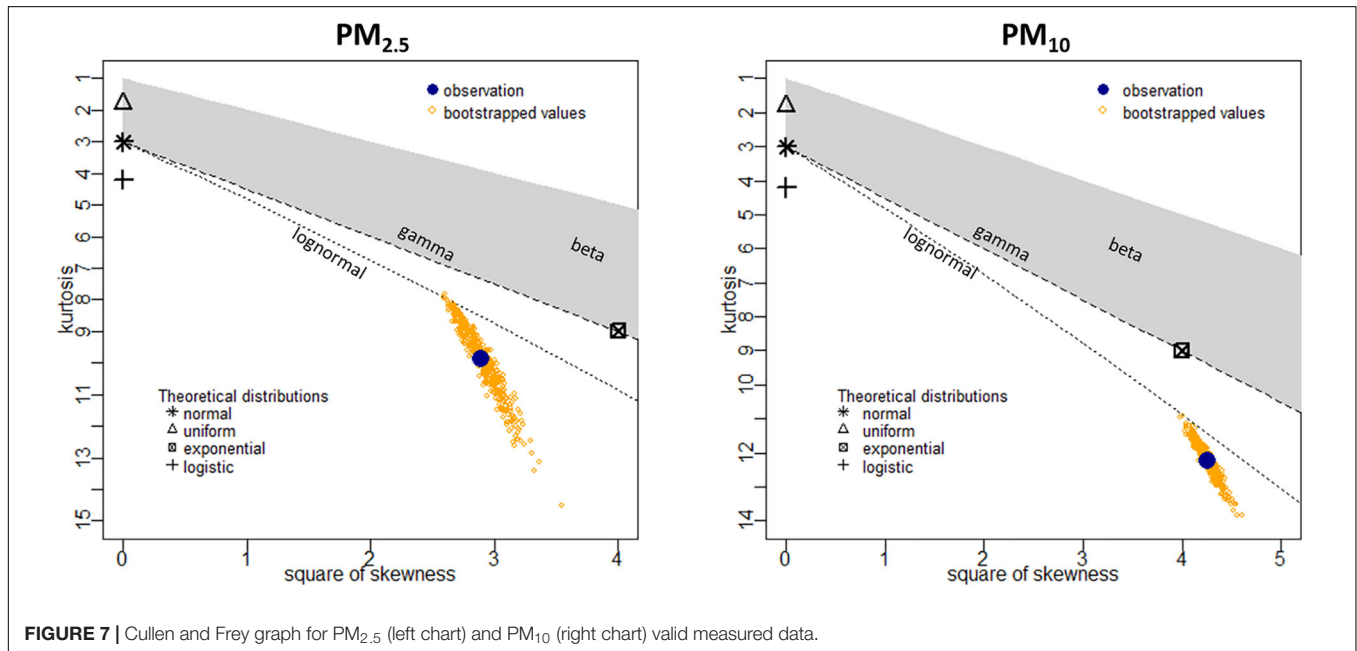 PM2.5
observation
bootstrapped values
kurtosis
1
2
3
4
5
6
7
8
9
11
13
15
lognormal
gamma
beta
Theoretical distributions
normal
uniform
exponential
logistic
0
1
2
3
4
square of skewness
PM10
observation
bootstrapped values
kurtosis
1
2
3
4
5
6
7
8
9
10
12
14
lognormal
gamma
beta
Theoretical distributions
normal
uniform
exponential
logistic
0
1
2
3
4
5
square of skewness
FIGURE 7 | Cullen and Frey graph for PM2.5 (left chart) and PM10 (right chart) valid measured data.